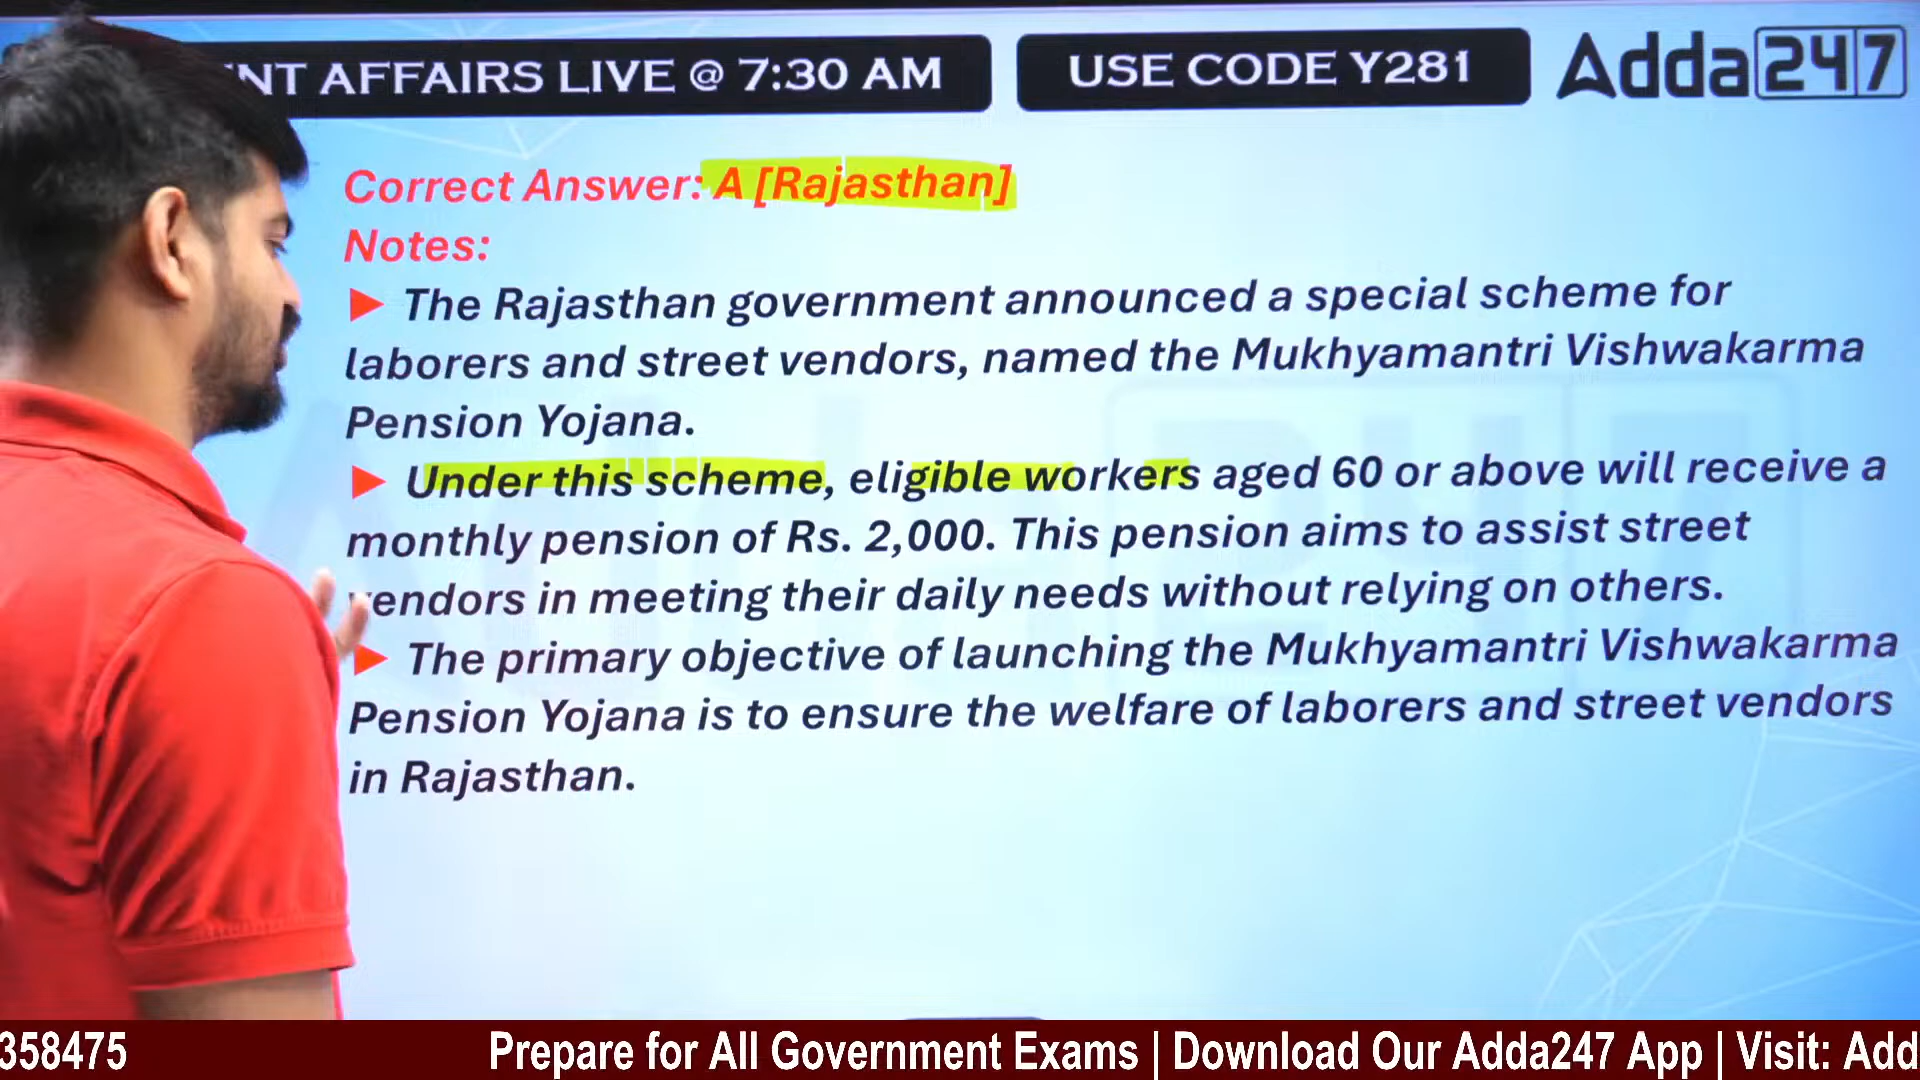 NT AFFAIRS LIVE @ 7:30 AM
USE CODE Y281
Adda247
Correct Answer: A [Rajasthan]
Notes:
► The Rajasthan government announced a special scheme for
laborers and street vendors, named the Mukhyamantri Vishwakarma
Pension Yojana.
► Under this scheme, eligible workers aged 60 or above will receive a
monthly pension of Rs. 2,000. This pension aims to assist street
vendors in meeting their daily needs without relying on others.
► The primary objective of launching the Mukhyamantri Vishwakarma
Pension Yojana is to ensure the welfare of laborers and street vendors
in Rajasthan.
358475 Prepare for All Government Exams | Download Our Adda247 App | Visit: Add